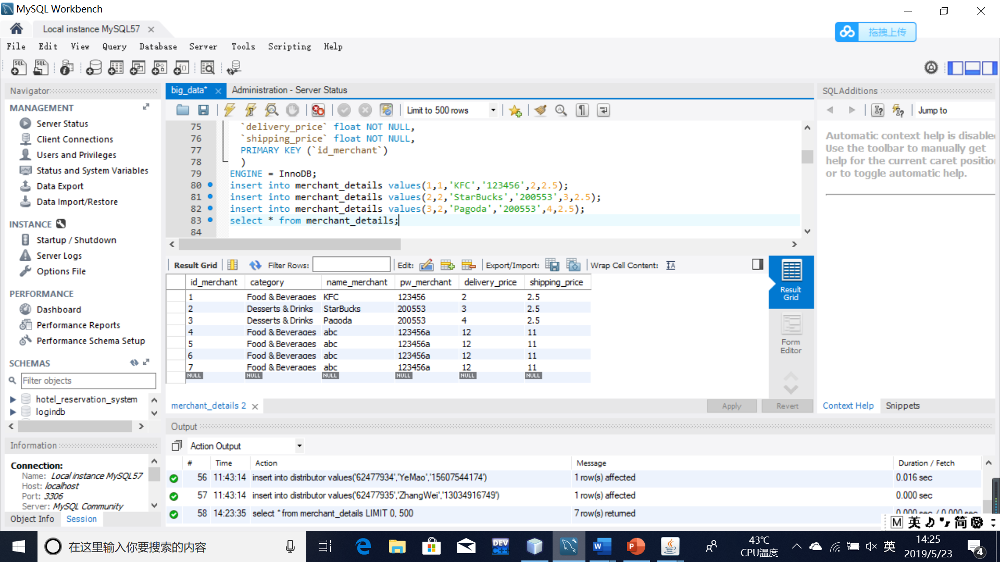 MySQL Workbench
Local instance MySQL57
拖拽上传
File Edit View Query Database Server Tools Scripting Help
Navigator
MANAGEMENT
Server Status
Client Connections
Users and Privileges
Status and System Variables
Data Export
Data Import/Restore
INSTANCE
Startup / Shutdown
Server Logs
Options File
PERFORMANCE
Dashboard
Performance Reports
Performance Schema Setup
SCHEMAS
Filter objects
hotel_reservation_system
logindb
Information
Connection:
Name: Local instance MySQL57
Host: localhost
Port: 3306
Server: MySQL Community
Object Info Session
big_data* Administration - Server Status
Limit to 500 rows
75 `delivery_price` float NOT NULL,
76 `shipping_price` float NOT NULL,
77 PRIMARY KEY (`id_merchant`)
78 )
79 ENGINE = InnoDB;
80 insert into merchant_details values(1,1,'KFC','123456',2,2.5);
81 insert into merchant_details values(2,2,'StarBucks','200553',3,2.5);
82 insert into merchant_details values(3,2,'Pagoda','200553',4,2.5);
83 select * from merchant_details;
84
Result Grid Filter Rows: Edit: Export/Import: Wrap Cell Content:
id_merchant category name_merchant pw_merchant delivery_price shipping_price
1 Food & Beverages KFC 123456 2 2.5
2 Desserts & Drinks StarBucks 200553 3 2.5
3 Desserts & Drinks Pagoda 200553 4 2.5
4 Food & Beverages abc 123456a 12 11
5 Food & Beverages abc 123456a 12 11
6 Food & Beverages abc 123456a 12 11
7 Food & Beverages abc 123456a 12 11
NULL NULL NULL NULL NULL NULL
Result
Grid
Form
Editor
merchant_details 2
Apply Revert
SQLAdditions
Jump to
Automatic context help is disable
Use the toolbar to manually get
help for the current caret position
or to toggle automatic help.
Context Help Snippets
Output
Action Output
# Time Action Message Duration / Fetch
56 11:43:14 insert into distributor values('62477934','YeMao','15607544174') 1 row(s) affected 0.016 sec
57 11:43:14 insert into distributor values('62477935','ZhangWei','13034916749') 1 row(s) affected 0.000 sec
58 14:23:35 select * from merchant_details LIMIT 0, 500 7 row(s) returned 0.000 sec / 0.000 sec
M 英 简
在这里输入你要搜索的内容
DEV
C++
W
P
43℃
CPU温度
英
14:25
2019/5/23
4